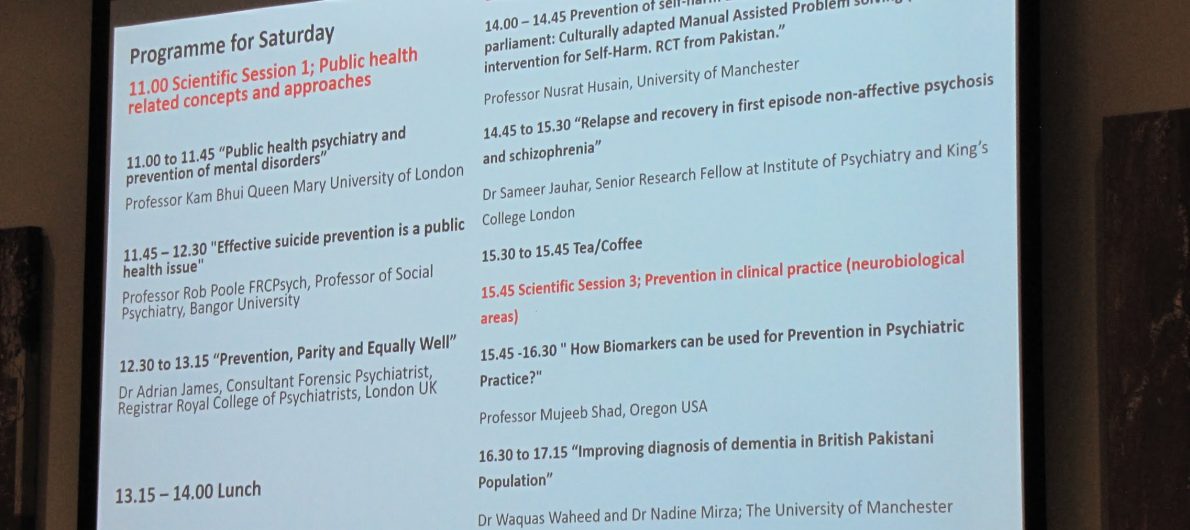 Programme for Saturday
11.00 Scientific Session 1; Public health
related concepts and approaches
11.00 to 11.45 “Public health psychiatry and
prevention of mental disorders”
Professor Kam Bhui Queen Mary University of London
11.45 – 12.30 "Effective suicide prevention is a public
health issue"
Professor Rob Poole FRCPsych, Professor of Social
Psychiatry, Bangor University
12.30 to 13.15 “Prevention, Parity and Equally Well”
Dr Adrian James, Consultant Forensic Psychiatrist,
Registrar Royal College of Psychiatrists, London UK
13.15 – 14.00 Lunch
14.00 – 14.45 Prevention of self-harm
parliament: Culturally adapted Manual Assisted Problem solving
intervention for Self-Harm. RCT from Pakistan.”
Professor Nusrat Husain, University of Manchester
14.45 to 15.30 “Relapse and recovery in first episode non-affective psychosis
and schizophrenia”
Dr Sameer Jauhar, Senior Research Fellow at Institute of Psychiatry and King’s
College London
15.30 to 15.45 Tea/Coffee
15.45 Scientific Session 3; Prevention in clinical practice (neurobiological
areas)
15.45 -16.30 " How Biomarkers can be used for Prevention in Psychiatric
Practice?"
Professor Mujeeb Shad, Oregon USA
16.30 to 17.15 “Improving diagnosis of dementia in British Pakistani
Population”
Dr Waquas Waheed and Dr Nadine Mirza; The University of Manchester